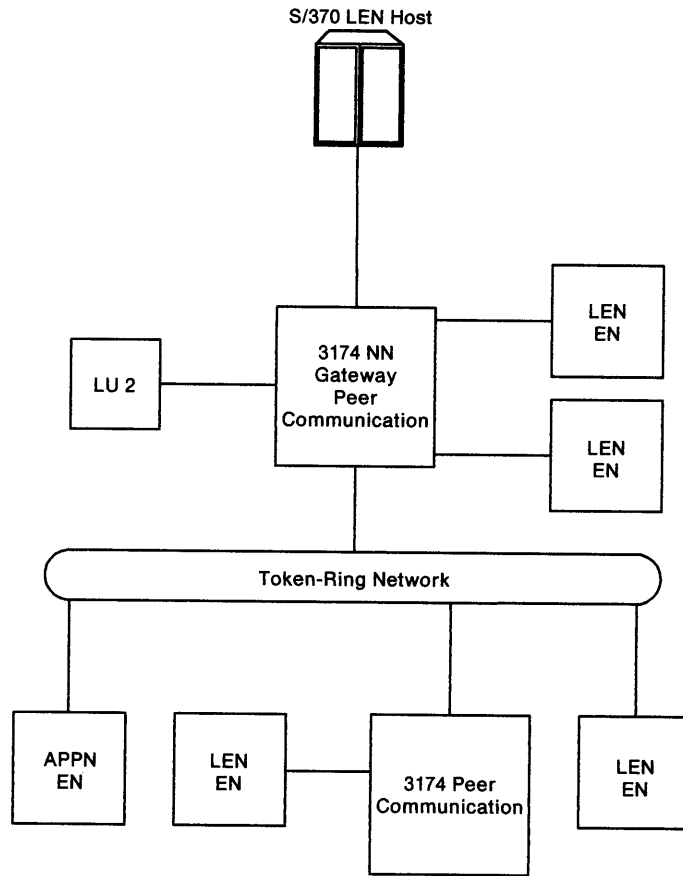 S/370 LEN Host
3174 NN
Gateway
Peer
Communication
LU 2
LEN
EN
LEN
EN
Token-Ring Network
APPN
EN
LEN
EN
3174 Peer
Communication
LEN
EN